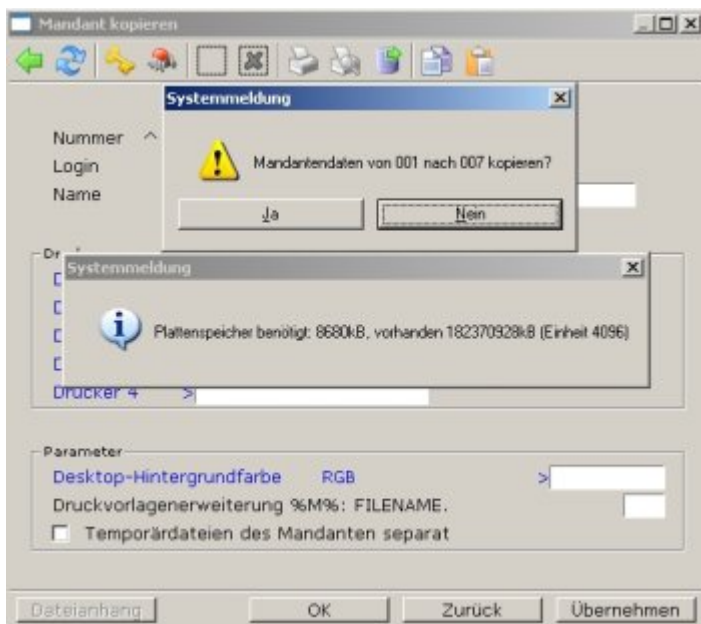 Mandant kopieren
Systemmeldung
Nummer ^
Mandantendaten von 001 nach 007 kopieren?
Login
Name
Ja Nein
Systemmeldung
Plattenspeicher benötigt: 8680kB, vorhanden 182370928kB (Einheit 4096)
Drucker 4 >
Parameter
Desktop-Hintergrundfarbe RGB >
Druckvorlagenerweiterung %M%: FILENAME.
Temporärdateien des Mandanten separat
Dateianhang OK Zurück Übernehmen